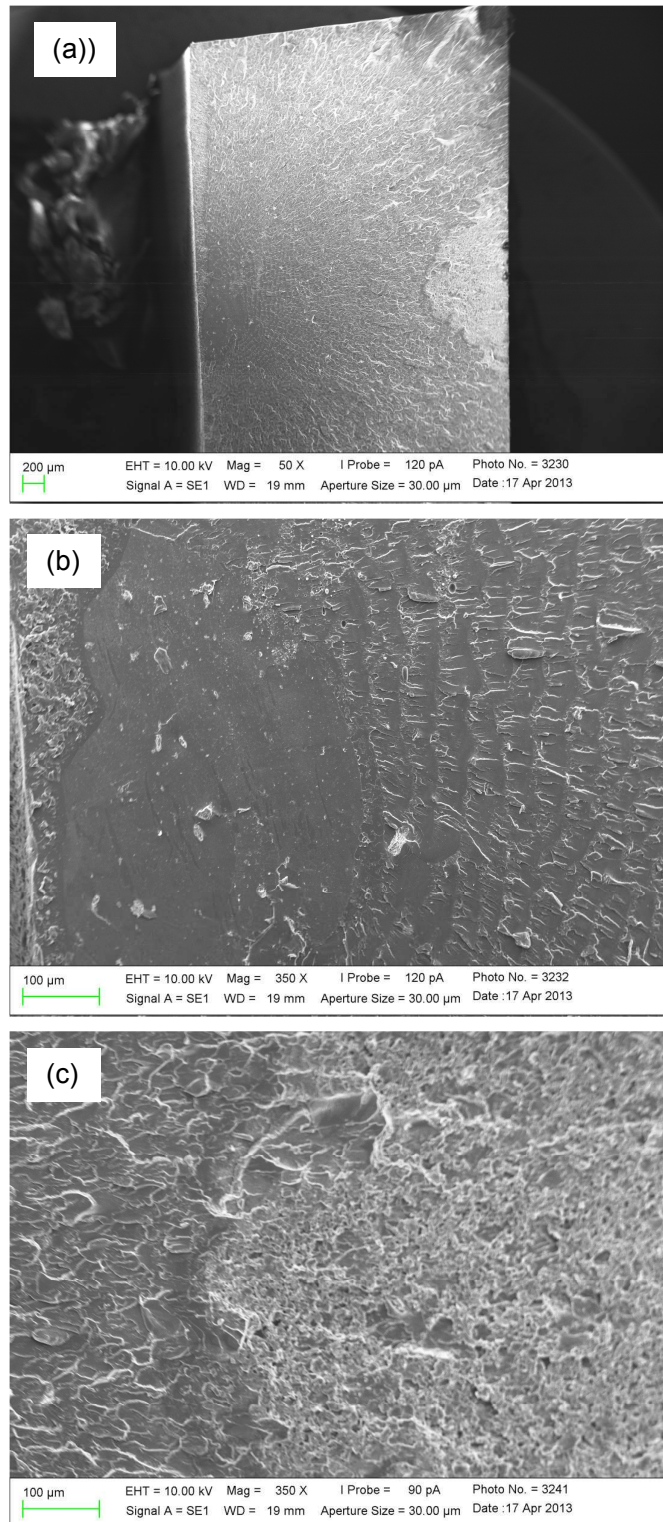 (a))
200 µm EHT = 10.00 kV Mag = 50 X I Probe = 120 pA Photo No. = 3230
Signal A = SE1 WD = 19 mm Aperture Size = 30.00 µm Date :17 Apr 2013
(b)
100 µm EHT = 10.00 kV Mag = 350 X I Probe = 120 pA Photo No. = 3232
Signal A = SE1 WD = 19 mm Aperture Size = 30.00 µm Date :17 Apr 2013
(c)
100 µm EHT = 10.00 kV Mag = 350 X I Probe = 90 pA Photo No. = 3241
Signal A = SE1 WD = 19 mm Aperture Size = 30.00 µm Date :17 Apr 2013